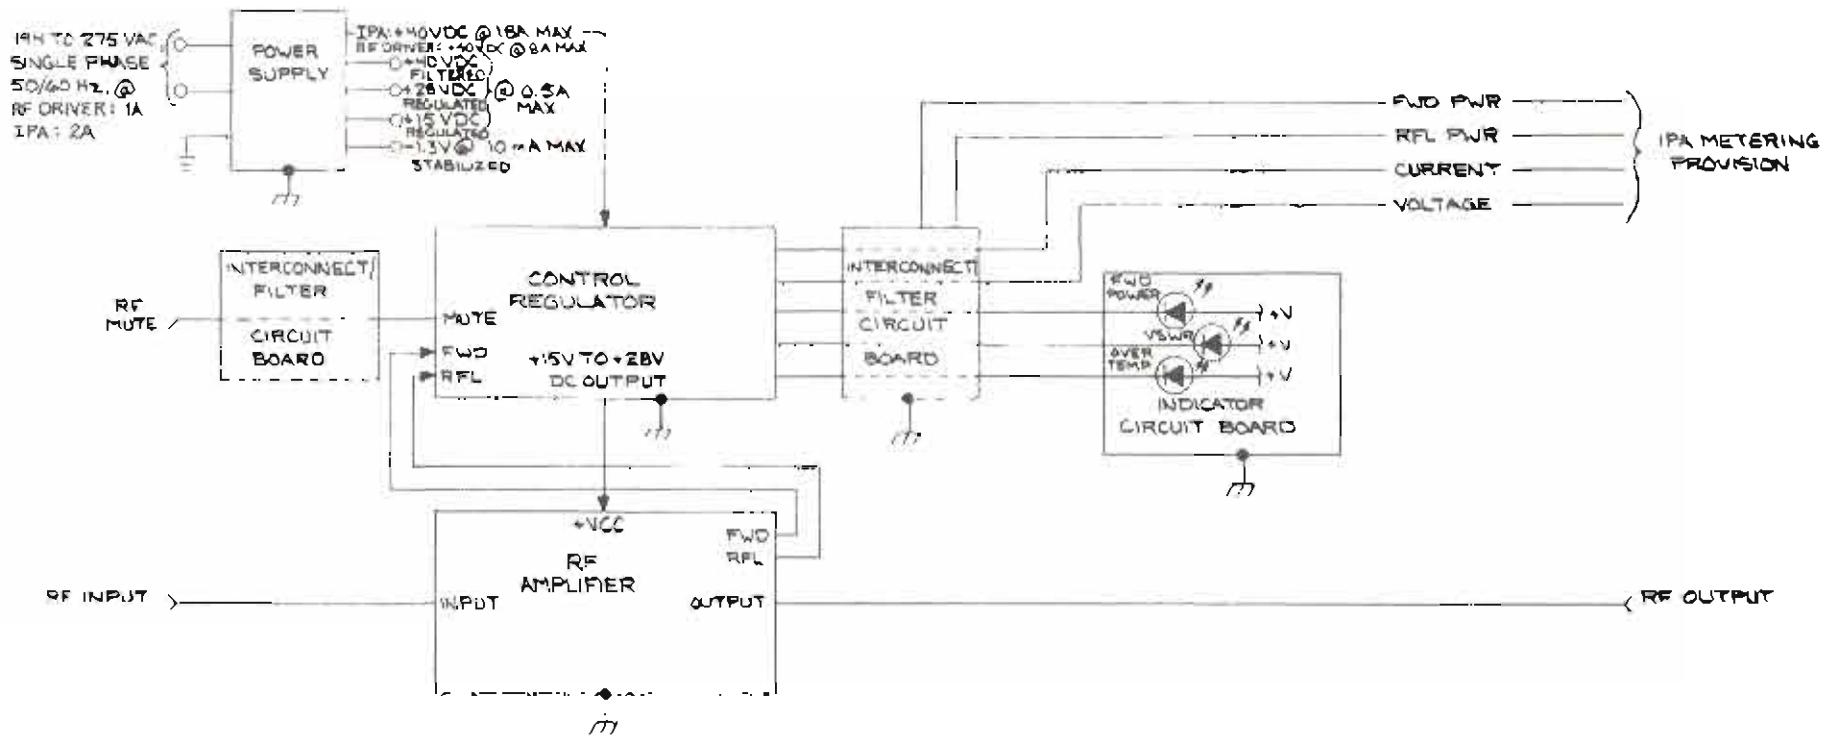 194 TO 275 VAC
SINGLE PHASE
50/60 Hz, @
RF DRIVER: 1A
IPA: 2A
POWER
SUPPLY
IPA: +40VDC @ 18A MAX
RF DRIVER: +40VDC @ 8A MAX
+40 VDC
FILTERED
+28VDC
REGULATED
+15 VDC
REGULATED
@ 0.5A
MAX
-1.3V @ 10 mA MAX
STABILIZED
FWD PWR
RFL PWR
CURRENT
VOLTAGE
IPA METERING
PROVISION
RF
MUTE
INTERCONNECT/
FILTER
CIRCUIT
BOARD
CONTROL
REGULATOR
MUTE
FWD
RFL
+15V TO +28V
DC OUTPUT
INTERCONNECT/
FILTER
CIRCUIT
BOARD
FWD
POWER
+V
VSWR
+V
OVER
TEMP
+V
INDICATOR
CIRCUIT BOARD
+VCC
FWD
RFL
RF
AMPLIFIER
RF INPUT
INPUT
OUTPUT
RF OUTPUT